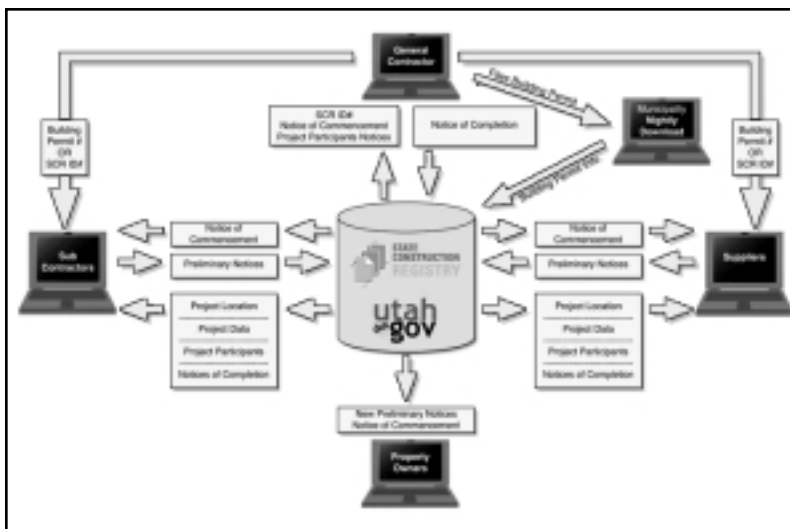 General
Contractor
Files Building Permit
Municipality
Nightly
Download
Building Permit Info
SCR ID#
Notice of Commencement
Project Participants Notices
Notice of Completion
Building
Permit #
OR
SCR ID#
Building
Permit #
OR
SCR ID#
Sub
Contractors
Notice of
Commencement
Preliminary Notices
Project Location
Project Data
Project Participants
Notices of Completion
STATE
CONSTRUCTION
REGISTRY
utah
gov
Notice of
Commencement
Preliminary Notices
Project Location
Project Data
Project Participants
Notices of Completion
Suppliers
New Preliminary Notices
Notice of Commencement
Property
Owners